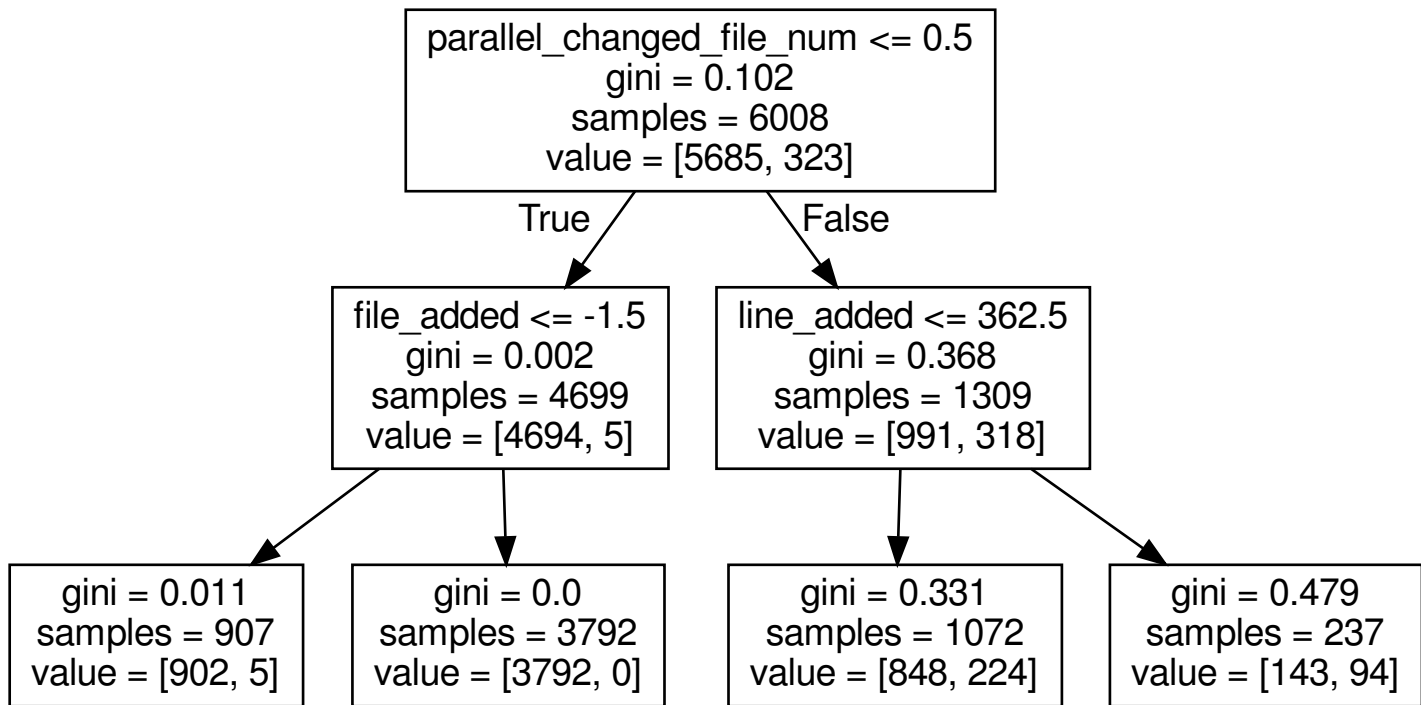 parallel_changed_file_num <= 0.5
gini = 0.102
samples = 6008
value = [5685, 323]
True
False
file_added <= -1.5
gini = 0.002
samples = 4699
value = [4694, 5]
line_added <= 362.5
gini = 0.368
samples = 1309
value = [991, 318]
gini = 0.011
samples = 907
value = [902, 5]
gini = 0.0
samples = 3792
value = [3792, 0]
gini = 0.331
samples = 1072
value = [848, 224]
gini = 0.479
samples = 237
value = [143, 94]